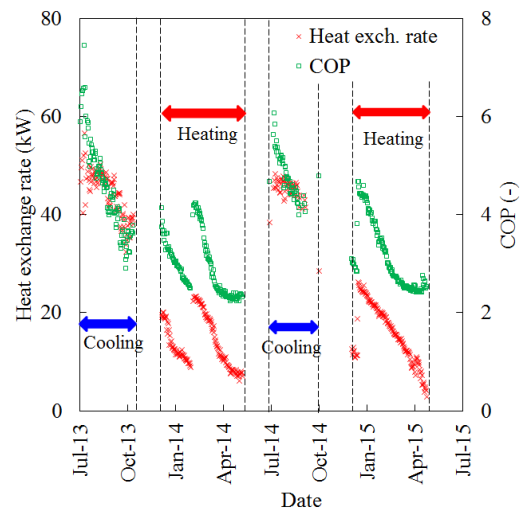 80
60
40
20
0
8
6
4
2
0
Heat exchange rate (kW)
COP (-)
Heat exch. rate
COP
Heating
Heating
Cooling
Cooling
Jul-13
Oct-13
Jan-14
Apr-14
Jul-14
Oct-14
Jan-15
Apr-15
Jul-15
Date